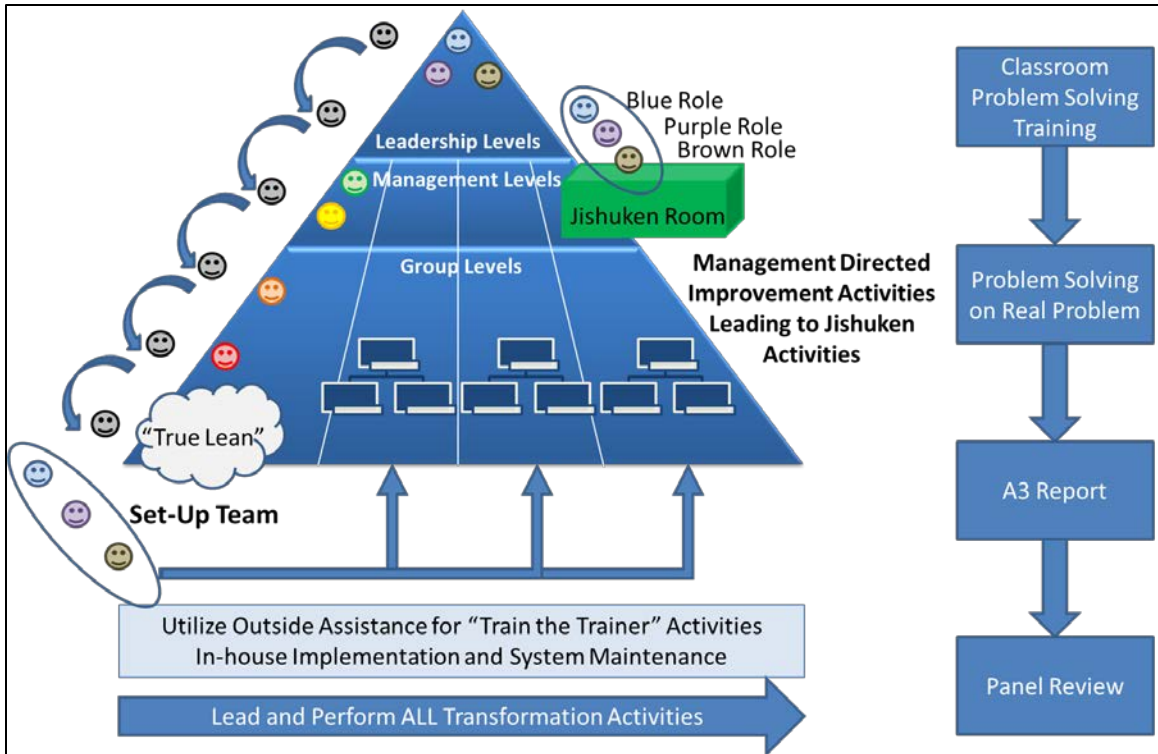 Blue Role
Purple Role
Brown Role
Leadership Levels
Management Levels
Jishuken Room
Group Levels
Management Directed
Improvement Activities
Leading to Jishuken
Activities
“True Lean”
Set-Up Team
Utilize Outside Assistance for “Train the Trainer” Activities
In-house Implementation and System Maintenance
Lead and Perform ALL Transformation Activities
Classroom
Problem Solving
Training
Problem Solving
on Real Problem
A3 Report
Panel Review